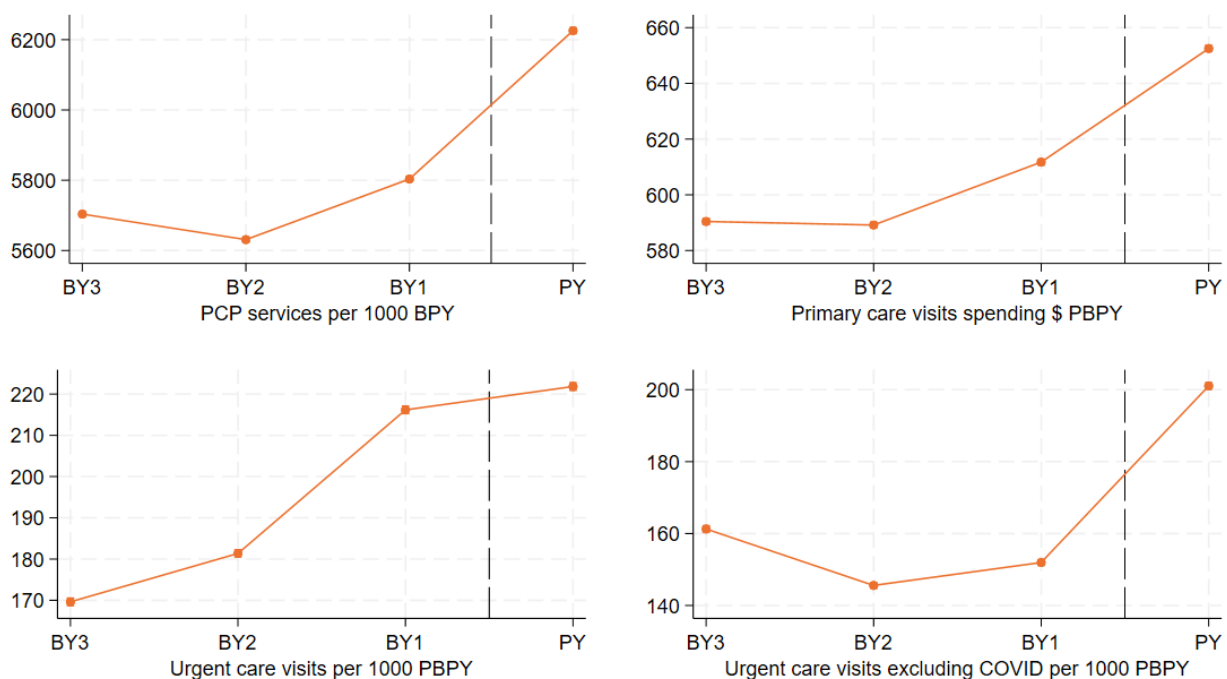 6200
6000
5800
5600
BY3 BY2 BY1 PY
PCP services per 1000 BPY
660
640
620
600
580
BY3 BY2 BY1 PY
Primary care visits spending $ PBPY
220
210
200
190
180
170
BY3 BY2 BY1 PY
Urgent care visits per 1000 PBPY
200
180
160
140
BY3 BY2 BY1 PY
Urgent care visits excluding COVID per 1000 PBPY